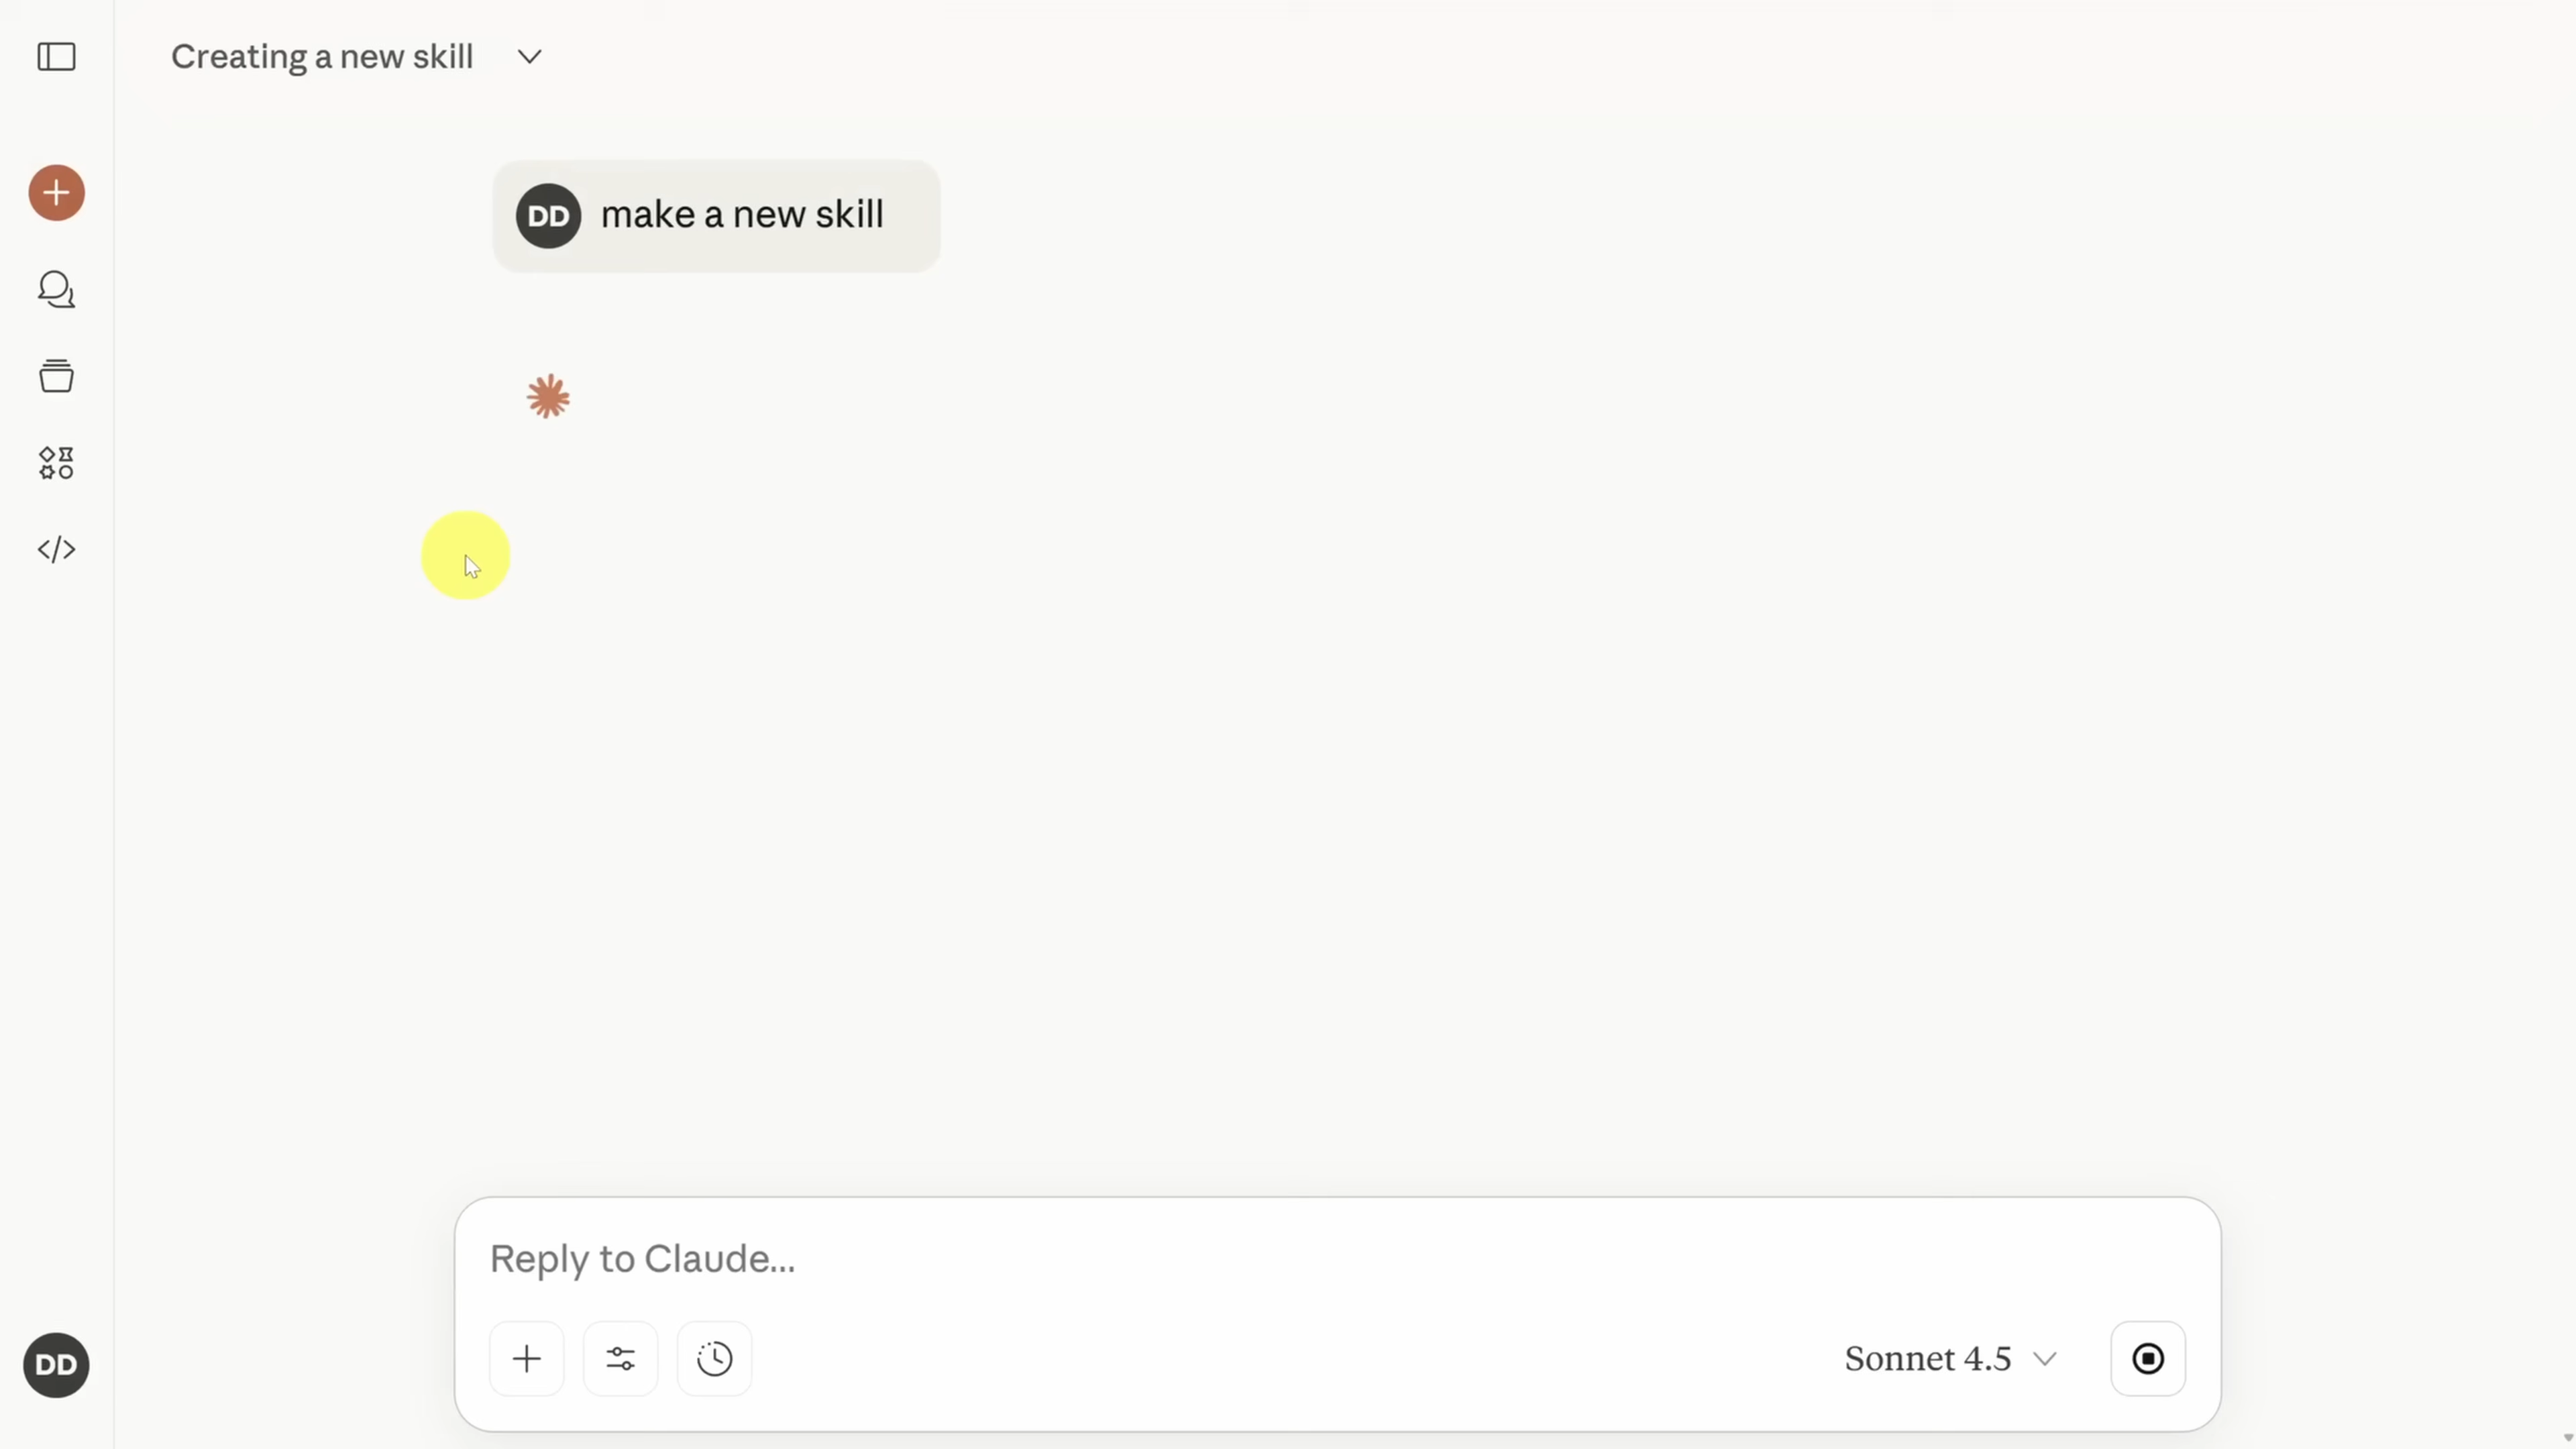 Creating a new skill
DD make a new skill
Reply to Claude...
Sonnet 4.5
DD